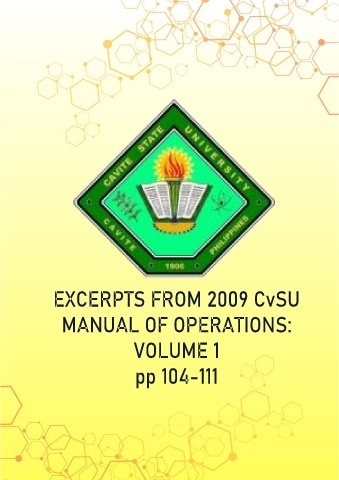 CAVITE STATE UNIVERSITY
CAVITE
PHILIPPINES
1906
EXCERPTS FROM 2009 CvSU
MANUAL OF OPERATIONS:
VOLUME 1
pp 104-111